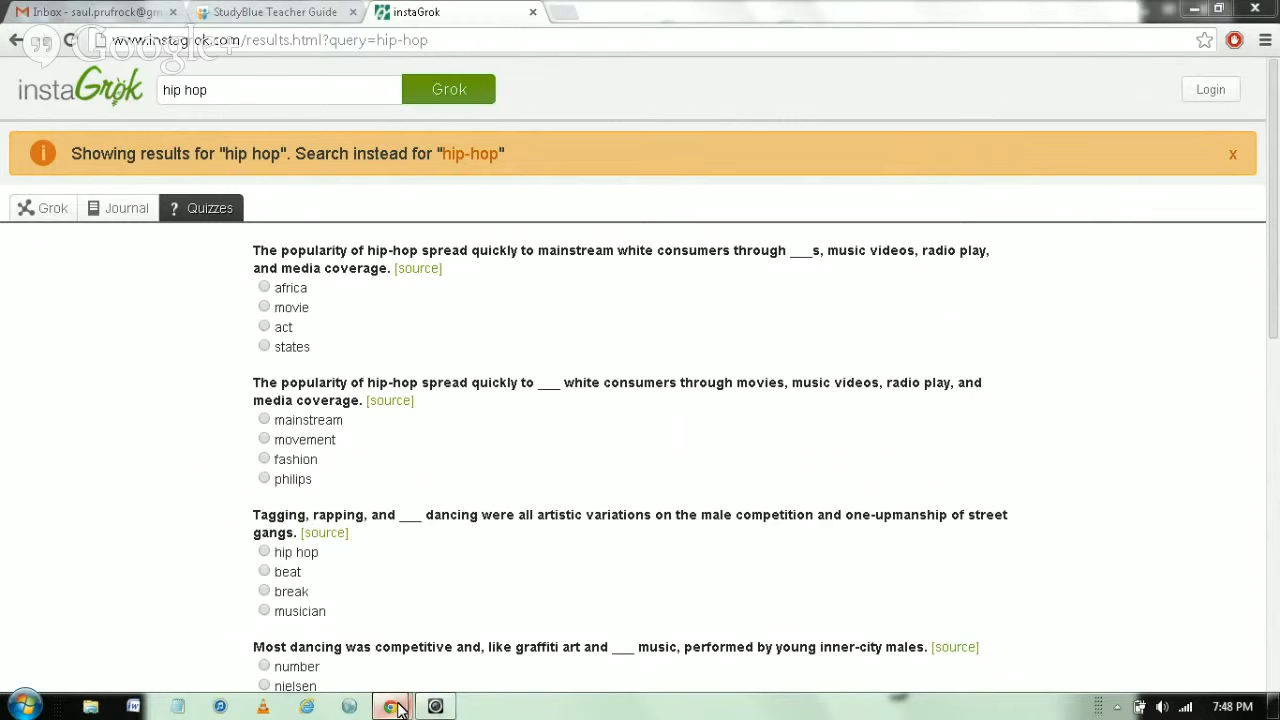 Inbox - saul.prufrock@gm
StudyBlue Teacher Guide
instaGrok
www.instagrok.com/results.html?query=hip-hop
Google+
instaGrok
hip hop
Grok
Login
Showing results for "hip hop". Search instead for "hip-hop"
x
Grok
Journal
? Quizzes
The popularity of hip-hop spread quickly to mainstream white consumers through ___s, music videos, radio play,
and media coverage. [source]
africa
movie
act
states
The popularity of hip-hop spread quickly to ___ white consumers through movies, music videos, radio play, and
media coverage. [source]
mainstream
movement
fashion
philips
Tagging, rapping, and ___ dancing were all artistic variations on the male competition and one-upmanship of street
gangs. [source]
hip hop
beat
break
musician
Most dancing was competitive and, like graffiti art and ___ music, performed by young inner-city males. [source]
number
nielsen
7:48 PM